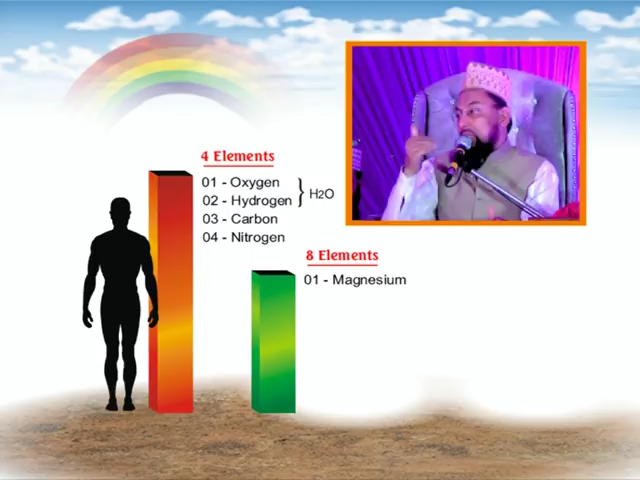 4 Elements
01 - Oxygen
02 - Hydrogen
03 - Carbon
04 - Nitrogen
H2O
8 Elements
01 - Magnesium